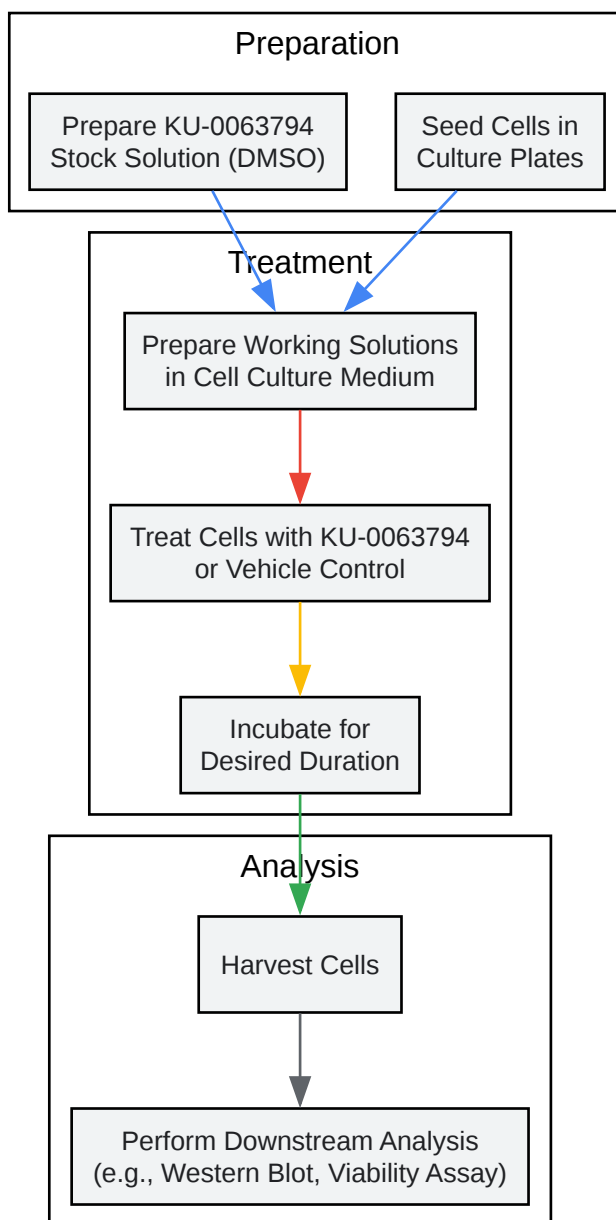 Preparation
Prepare KU-0063794
Stock Solution (DMSO)
Seed Cells in
Culture Plates
Treatment
Prepare Working Solutions
in Cell Culture Medium
Treat Cells with KU-0063794
or Vehicle Control
Incubate for
Desired Duration
Analysis
Harvest Cells
Perform Downstream Analysis
(e.g., Western Blot, Viability Assay)